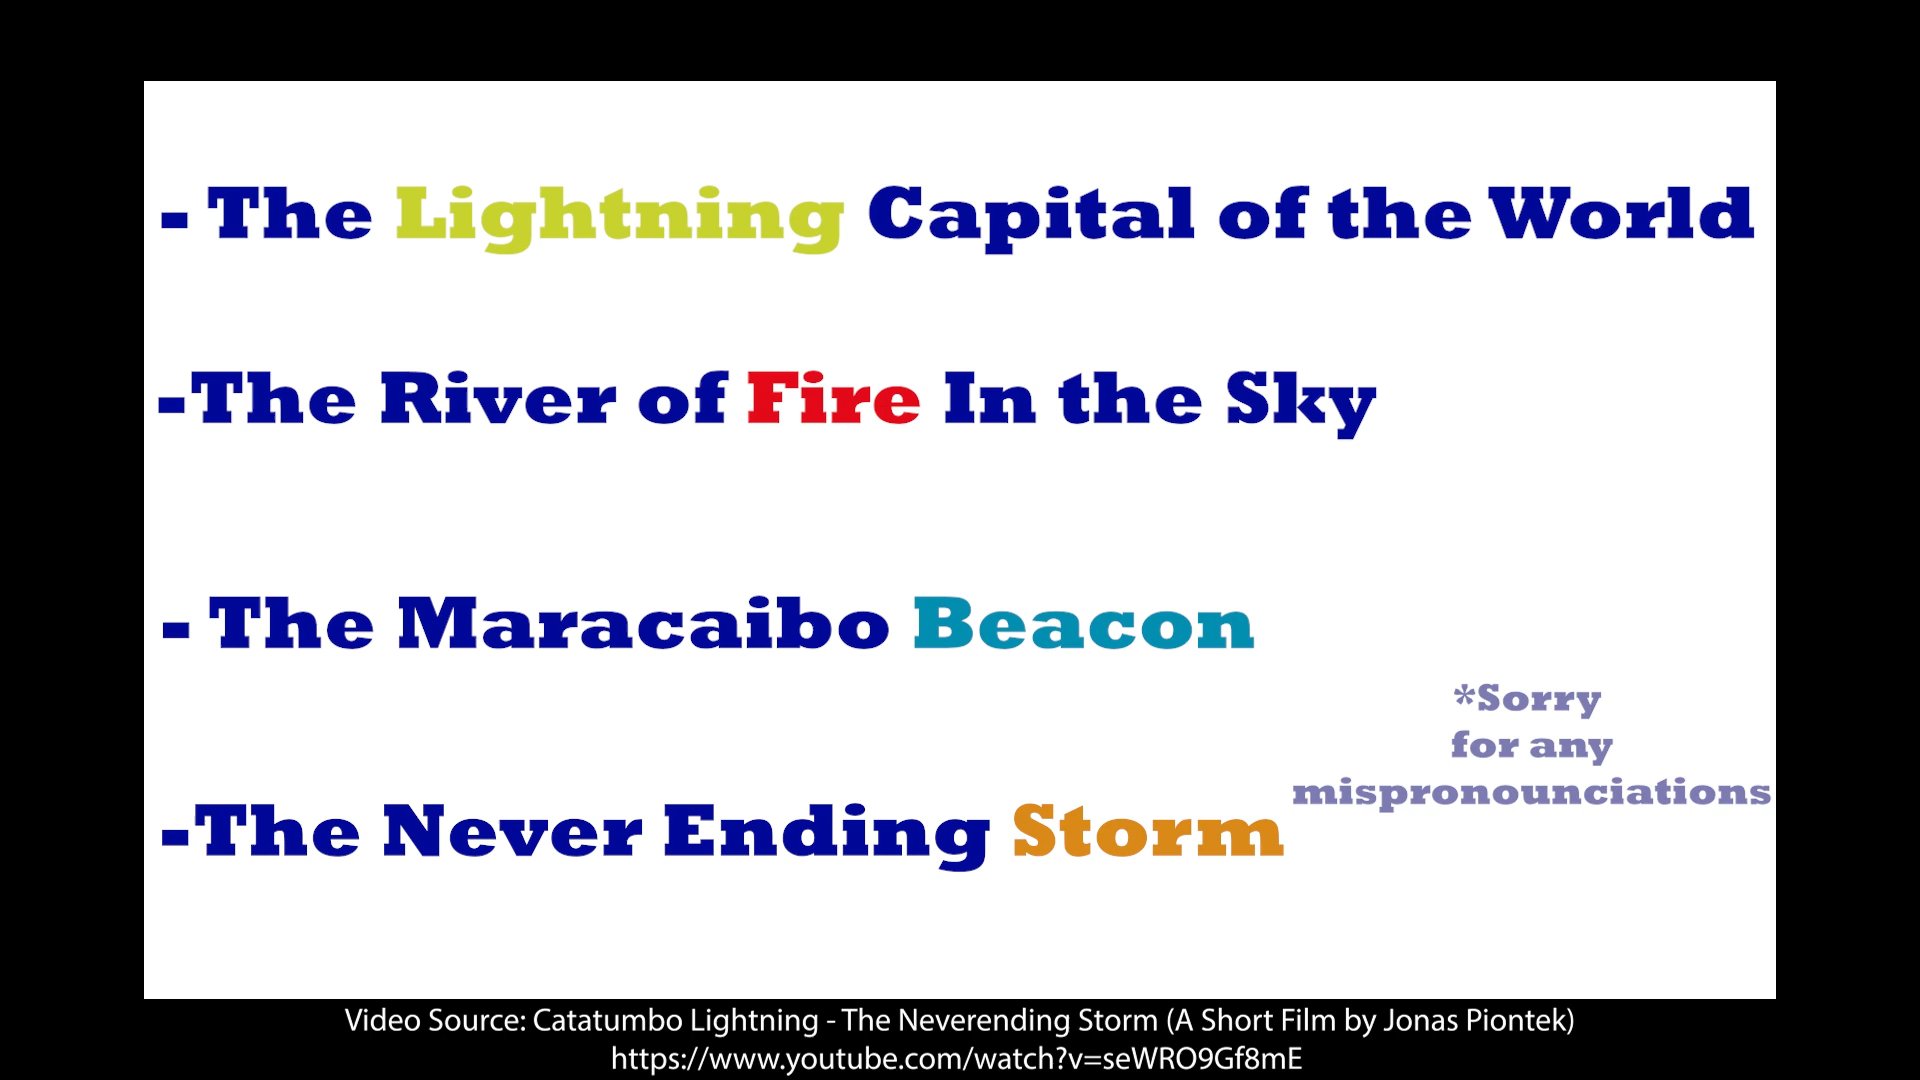 - The Lightning Capital of the World
-The River of Fire In the Sky
- The Maracaibo Beacon
*Sorry
for any
mispronounciations
-The Never Ending Storm
Video Source: Catatumbo Lightning - The Neverending Storm (A Short Film by Jonas Piontek)
https://www.youtube.com/watch?v=seWRO9Gf8mE